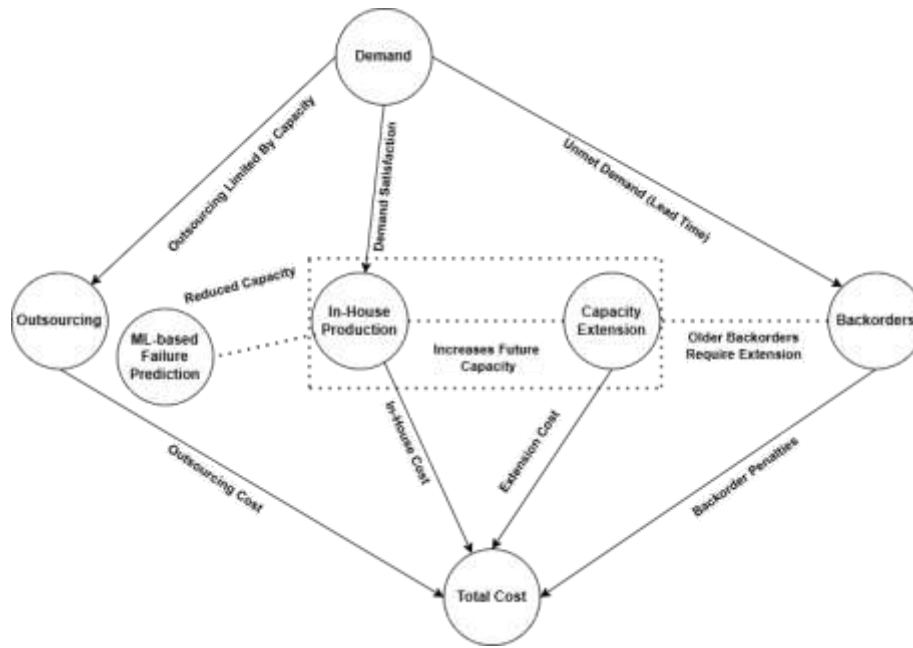 Demand
Outsourcing Limited By Capacity
Demand Satisfaction
Unmet Demand (Lead Time)
Reduced Capacity
Outsourcing
ML-based
Failure
Prediction
In-House
Production
Capacity
Extension
Backorders
Increases Future
Capacity
Older Backorders
Require Extension
Outsourcing Cost
In-House Cost
Extension Cost
Backorder Penalties
Total Cost